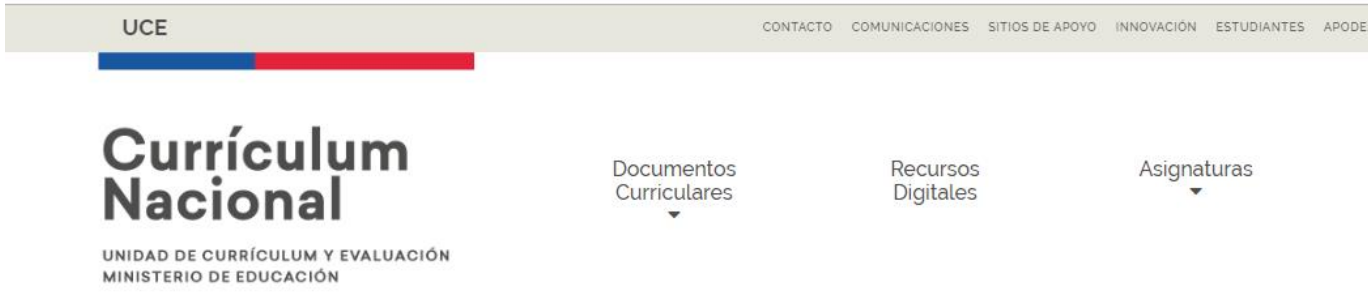 UCE
CONTACTO COMUNICACIONES SITIOS DE APOYO INNOVACIÓN ESTUDIANTES APODE
Currículum
Nacional
UNIDAD DE CURRÍCULUM Y EVALUACIÓN
MINISTERIO DE EDUCACIÓN
Documentos
Curriculares
Recursos
Digitales
Asignaturas